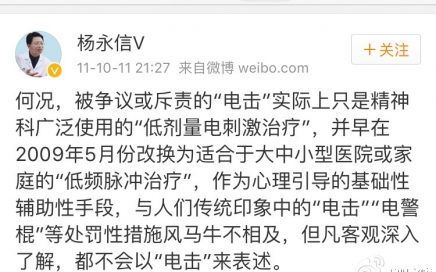 杨永信V
11-10-11 21:27 来自微博 weibo.com
+关注
何况，被争议或斥责的“电击”实际上只是精神
科广泛使用的“低剂量电刺激治疗”，并早在
2009年5月份改换为适合于大中小型医院或家
庭的“低频脉冲治疗”，作为心理引导的基础性
辅助性手段，与人们传统印象中的“电击”“电警
棍”等处罚性措施风马牛不相及，但凡客观深入
了解，都不会以“电击”来表述。